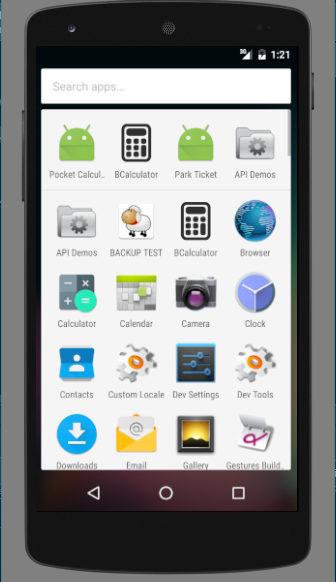 3G 1:21
Search apps...
Pocket Calcul.. BCalculator Park Ticket API Demos
API Demos BACKUP TEST BCalculator Browser
Calculator Calendar Camera Clock
Contacts Custom Locale Dev Settings Dev Tools
Downloads Email Gallery Gestures Build..